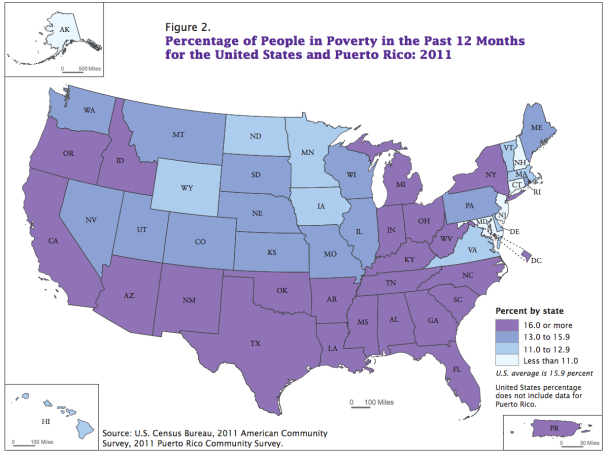 Figure 2.
Percentage of People in Poverty in the Past 12 Months
for the United States and Puerto Rico: 2011
AK
0 500 Miles
WA
MT
ND
MN
ME
VT
NH
OR
ID
SD
WI
NY
MA
CT
RI
WY
MI
IA
PA
NJ
NV
NE
OH
MD
DE
UT
IL
IN
WV
CO
VA
DC
CA
KS
MO
KY
NC
TN
AZ
NM
OK
AR
SC
MS
AL
GA
TX
LA
FL
Percent by state
16.0 or more
13.0 to 15.9
11.0 to 12.9
Less than 11.0
U.S. average is 15.9 percent
United States percentage
does not include data for
Puerto Rico.
0 100 Miles
HI
0 100 Miles
Source: U.S. Census Bureau, 2011 American Community
Survey, 2011 Puerto Rico Community Survey.
PR
0 50 Miles